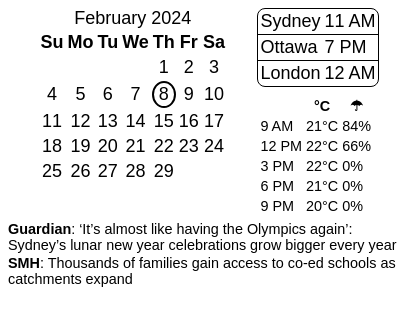 February 2024
Su Mo Tu We Th Fr Sa
1 2 3
4 5 6 7 8 9 10
11 12 13 14 15 16 17
18 19 20 21 22 23 24
25 26 27 28 29
Sydney 11 AM
Ottawa 7 PM
London 12 AM
°C ☂
9 AM 21°C 84%
12 PM 22°C 66%
3 PM 22°C 0%
6 PM 21°C 0%
9 PM 20°C 0%
Guardian: ‘It’s almost like having the Olympics again’:
Sydney’s lunar new year celebrations grow bigger every year
SMH: Thousands of families gain access to co-ed schools as
catchments expand